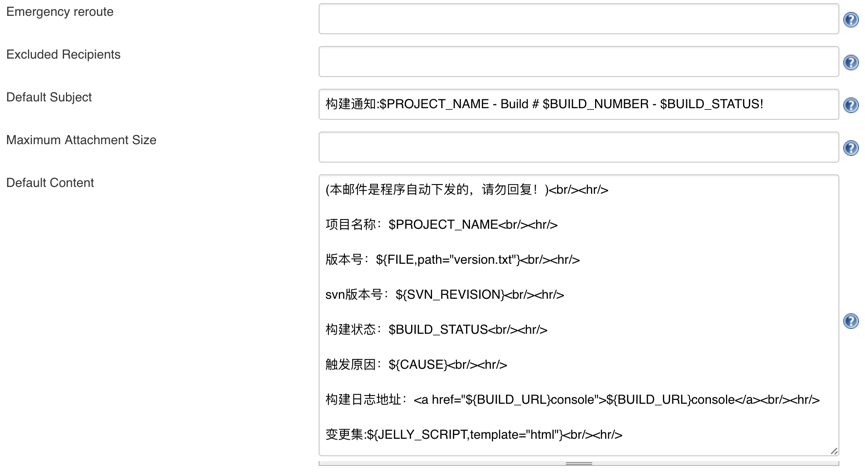 Emergency reroute
Excluded Recipients
Default Subject
构建通知:$PROJECT_NAME - Build # $BUILD_NUMBER - $BUILD_STATUS!
Maximum Attachment Size
Default Content
(本邮件是程序自动下发的，请勿回复！)<br/><hr/>
项目名称：$PROJECT_NAME<br/><hr/>
版本号：${FILE,path="version.txt"}<br/><hr/>
svn版本号：${SVN_REVISION}<br/><hr/>
构建状态：$BUILD_STATUS<br/><hr/>
触发原因：${CAUSE}<br/><hr/>
构建日志地址：<a href="${BUILD_URL}console">${BUILD_URL}console</a><br/><hr/>
变更集:${JELLY_SCRIPT,template="html"}<br/><hr/>